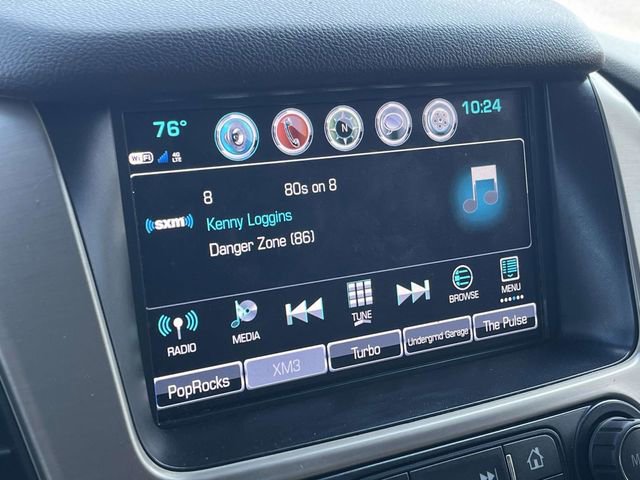 76°
N
10:24
WiFi
4G
LTE
8
80s on 8
((sxm))
Kenny Loggins
Danger Zone (86)
RADIO
MEDIA
TUNE
BROWSE
MENU
PopRocks
XM3
Turbo
Undergrnd Garage
The Pulse